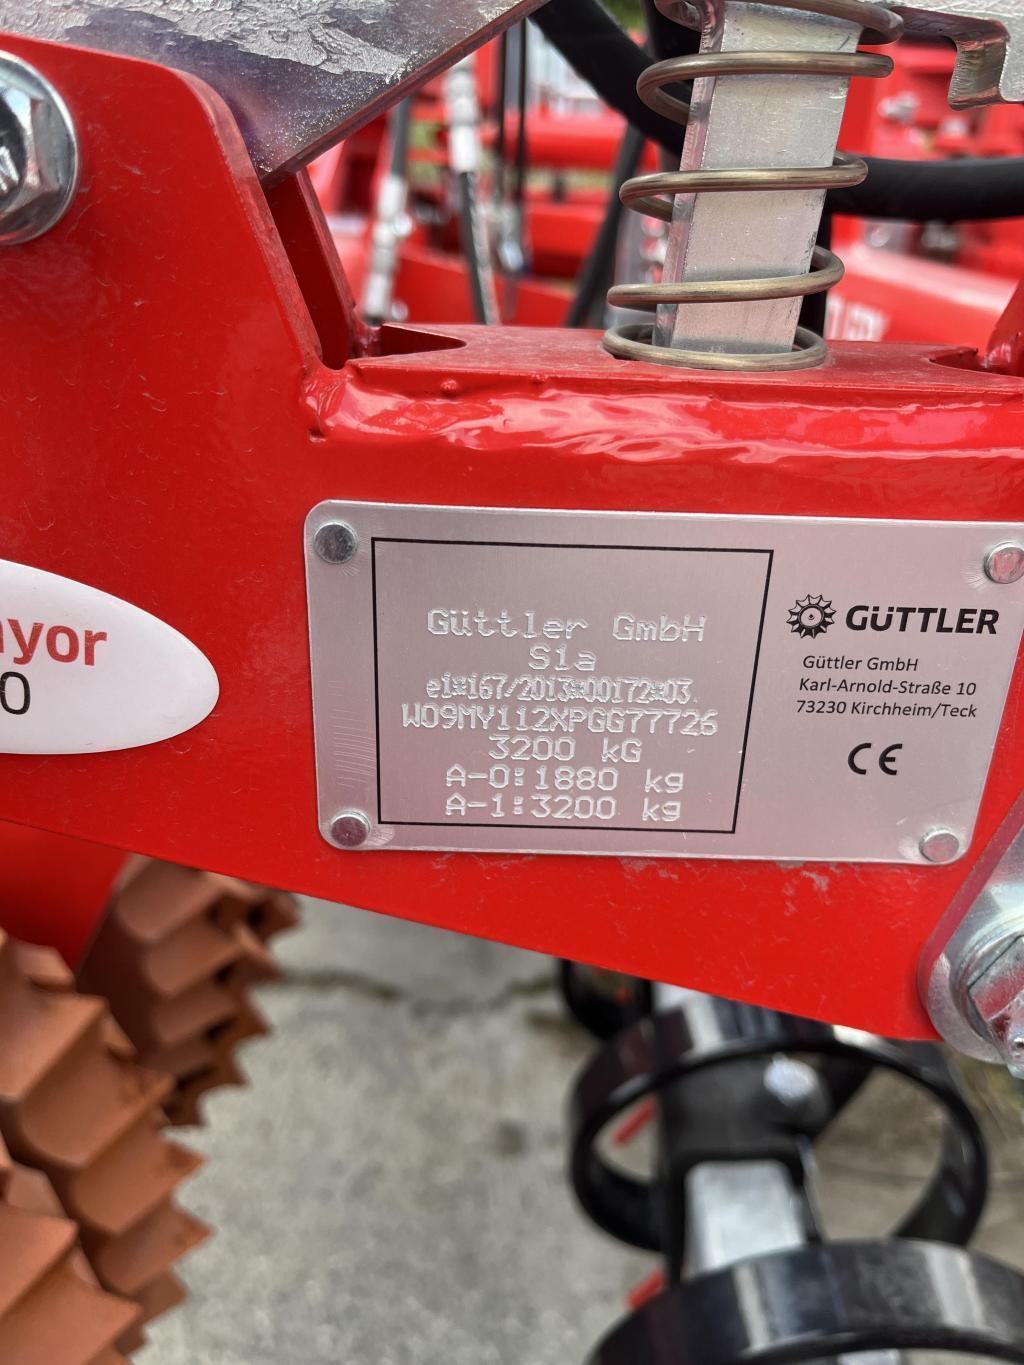 Güttler GmbH
S1a
e1*167/2013*00172*03
W09MY112XPGG77726
3200 kG
A-0:1880 kg
A-1:3200 kg
GÜTTLER
Güttler GmbH
Karl-Arnold-Straße 10
73230 Kirchheim/Teck
CE
ayor
0